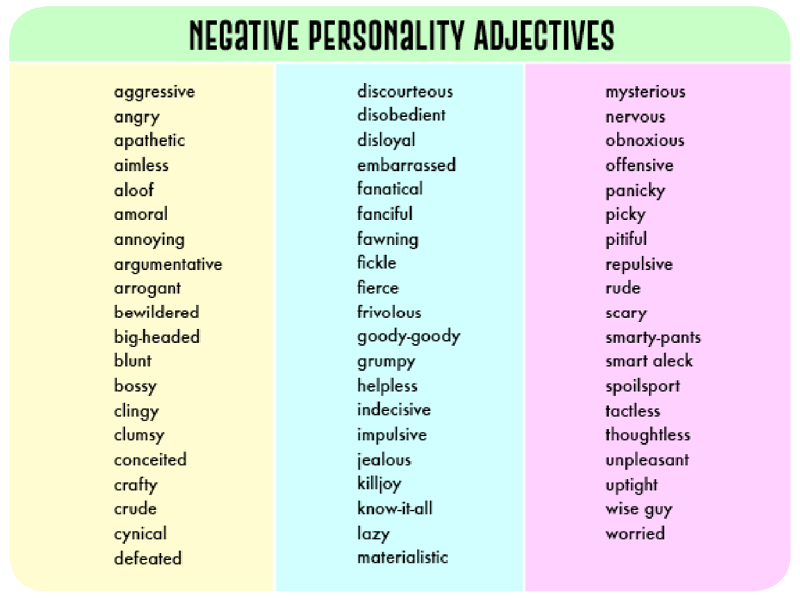 NEGATIVE PERSONALITY ADJECTIVES
aggressive
angry
apathetic
aimless
aloof
amoral
annoying
argumentative
arrogant
bewildered
big-headed
blunt
bossy
clingy
clumsy
conceited
crafty
crude
cynical
defeated
discourteous
disobedient
disloyal
embarrassed
fanatical
fanciful
fawning
fickle
fierce
frivolous
goody-goody
grumpy
helpless
indecisive
impulsive
jealous
killjoy
know-it-all
lazy
materialistic
mysterious
nervous
obnoxious
offensive
panicky
picky
pitiful
repulsive
rude
scary
smarty-pants
smart aleck
spoilsport
tactless
thoughtless
unpleasant
uptight
wise guy
worried